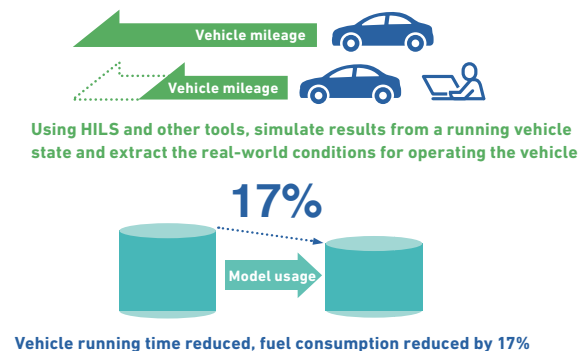 Vehicle mileage
Vehicle mileage
Using HILS and other tools, simulate results from a running vehicle
state and extract the real-world conditions for operating the vehicle
17%
Model usage
Vehicle running time reduced, fuel consumption reduced by 17%